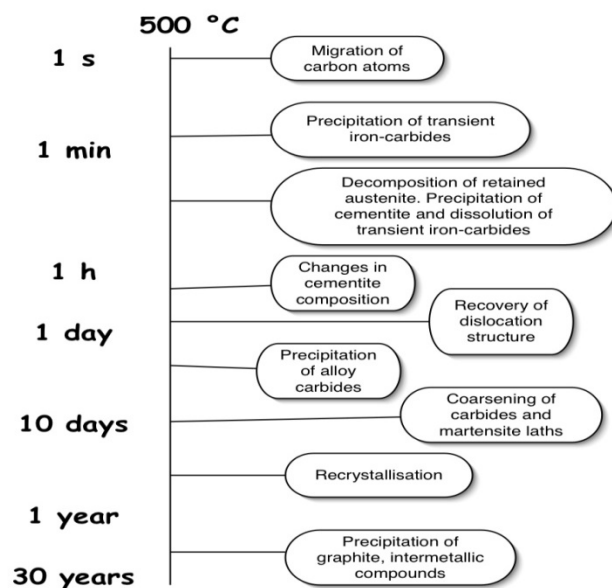 500 °C
1 s
Migration of
carbon atoms
Precipitation of transient
iron-carbides
1 min
Decomposition of retained
austenite. Precipitation of
cementite and dissolution of
transient iron-carbides
1 h
Changes in
cementite
composition
Recovery of
dislocation
structure
1 day
Precipitation
of alloy
carbides
Coarsening of
carbides and
martensite laths
10 days
Recrystallisation
1 year
Precipitation of
graphite, intermetallic
compounds
30 years